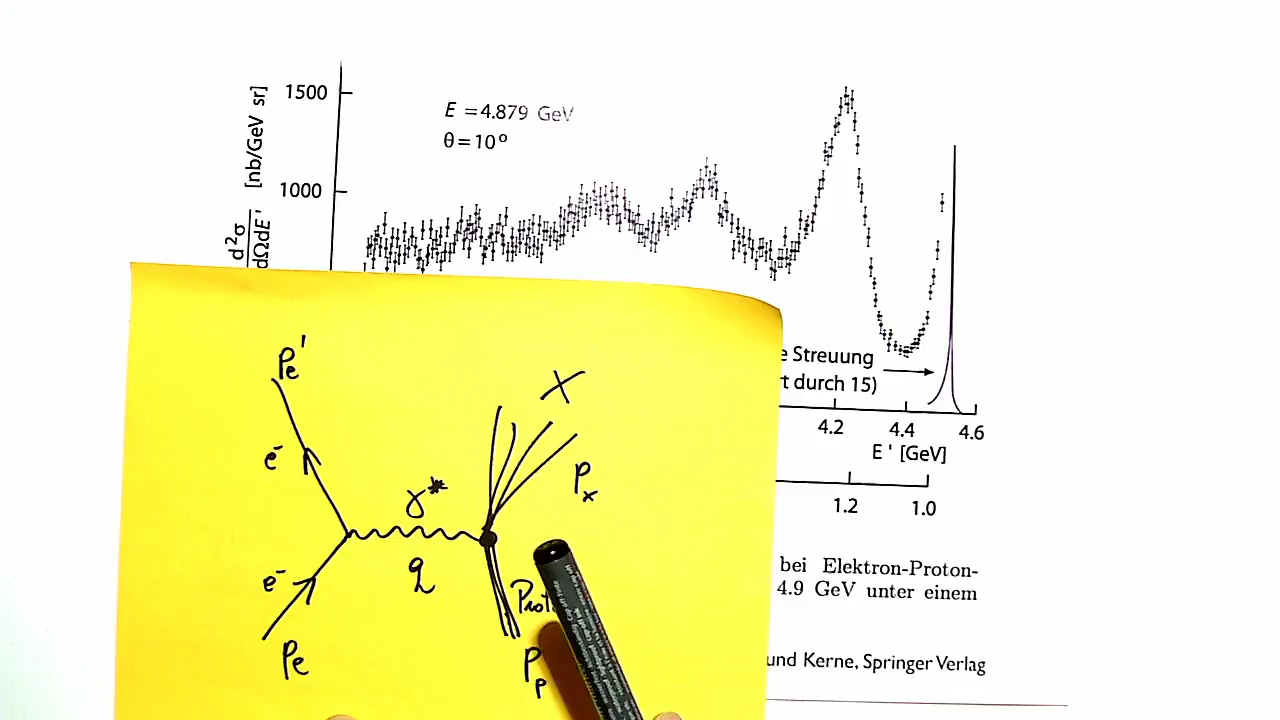 1500
E = 4.879 GeV
θ = 10°
1000
d²σ
dΩdE'
[nb/GeV sr]
e Streuung
t durch 15)
4.2 4.4 4.6
E' [GeV]
1.2 1.0
bei Elektron-Proton-
4.9 GeV unter einem
und Kerne, Springer Verlag
Pe'
X
e⁻
Px
γ*
q
e⁻
Pe
Pp